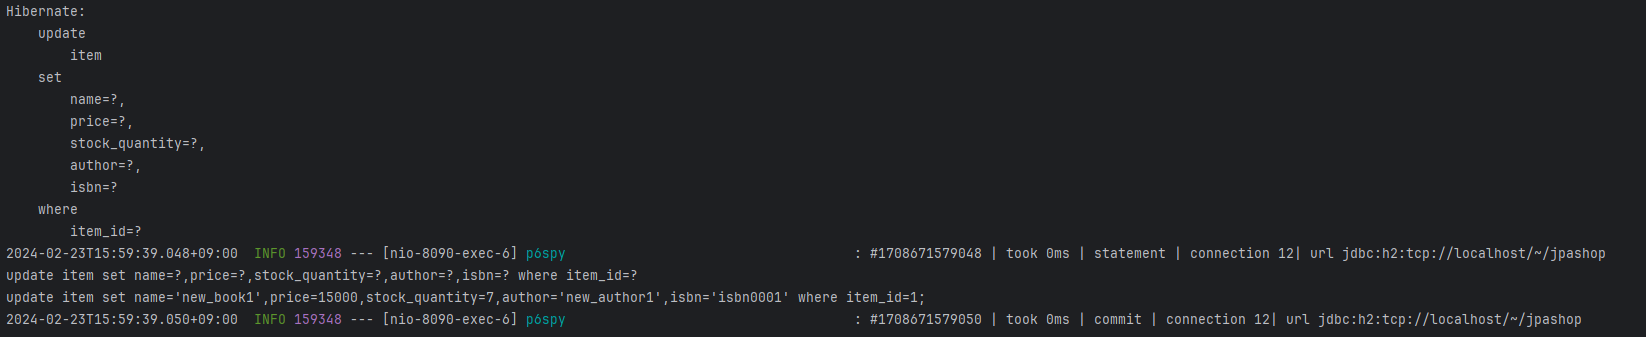 Hibernate:
    update
        item
    set
        name=?,
        price=?,
        stock_quantity=?,
        author=?,
        isbn=?
    where
        item_id=?
2024-02-23T15:59:39.048+09:00  INFO 159348 --- [nio-8090-exec-6] p6spy                                    : #1708671579048 | took 0ms | statement | connection 12| url jdbc:h2:tcp://localhost/~/jpashop
update item set name=?,price=?,stock_quantity=?,author=?,isbn=? where item_id=?
update item set name='new_book1',price=15000,stock_quantity=7,author='new_author1',isbn='isbn0001' where item_id=1;
2024-02-23T15:59:39.050+09:00  INFO 159348 --- [nio-8090-exec-6] p6spy                                    : #1708671579050 | took 0ms | commit | connection 12| url jdbc:h2:tcp://localhost/~/jpashop